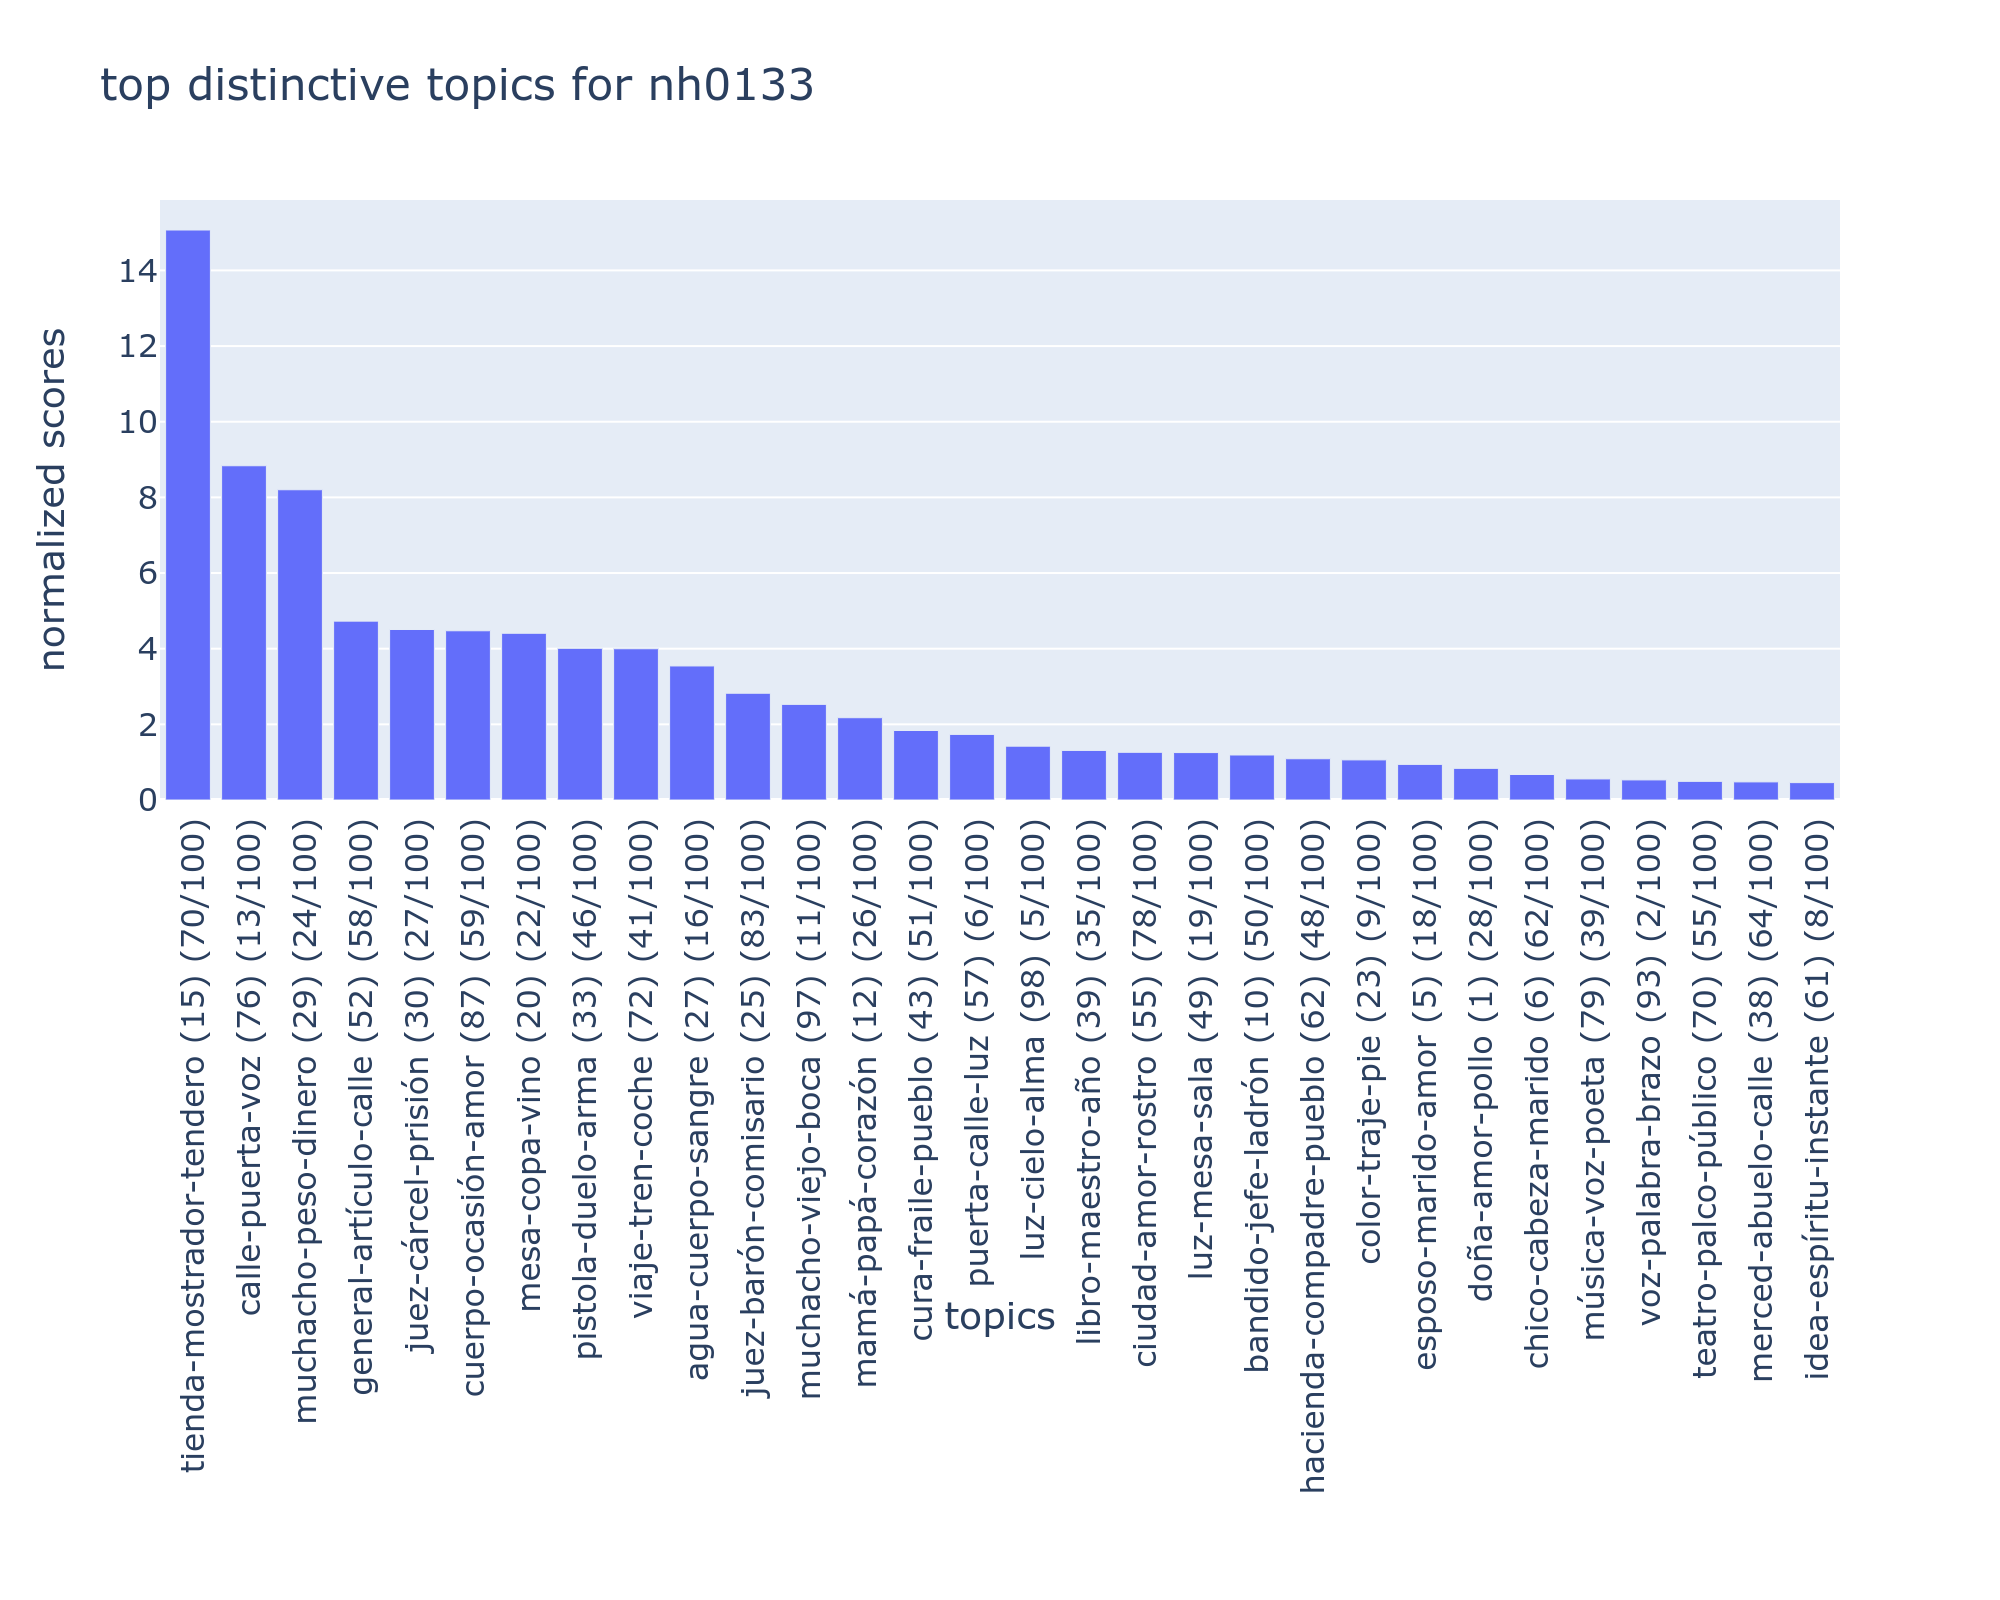 top distinctive topics for nh0133
normalized scores
14
12
10
8
6
4
2
0
tienda-mostrador-tendero (15) (70/100)
calle-puerta-voz (76) (13/100)
muchacho-peso-dinero (29) (24/100)
general-artículo-calle (52) (58/100)
juez-cárcel-prisión (30) (27/100)
cuerpo-ocasión-amor (87) (59/100)
mesa-copa-vino (20) (22/100)
pistola-duelo-arma (33) (46/100)
viaje-tren-coche (72) (41/100)
agua-cuerpo-sangre (27) (16/100)
juez-barón-comisario (25) (83/100)
muchacho-viejo-boca (97) (11/100)
mamá-papá-corazón (12) (26/100)
cura-fraile-pueblo (43) (51/100)
puerta-calle-luz (57) (6/100)
luz-cielo-alma (98) (5/100)
libro-maestro-año (39) (35/100)
ciudad-amor-rostro (55) (78/100)
luz-mesa-sala (49) (19/100)
bandido-jefe-ladrón (10) (50/100)
hacienda-compadre-pueblo (62) (48/100)
color-traje-pie (23) (9/100)
esposo-marido-amor (5) (18/100)
doña-amor-pollo (1) (28/100)
chico-cabeza-marido (6) (62/100)
música-voz-poeta (79) (39/100)
voz-palabra-brazo (93) (2/100)
teatro-palco-público (70) (55/100)
merced-abuelo-calle (38) (64/100)
idea-espíritu-instante (61) (8/100)
topics